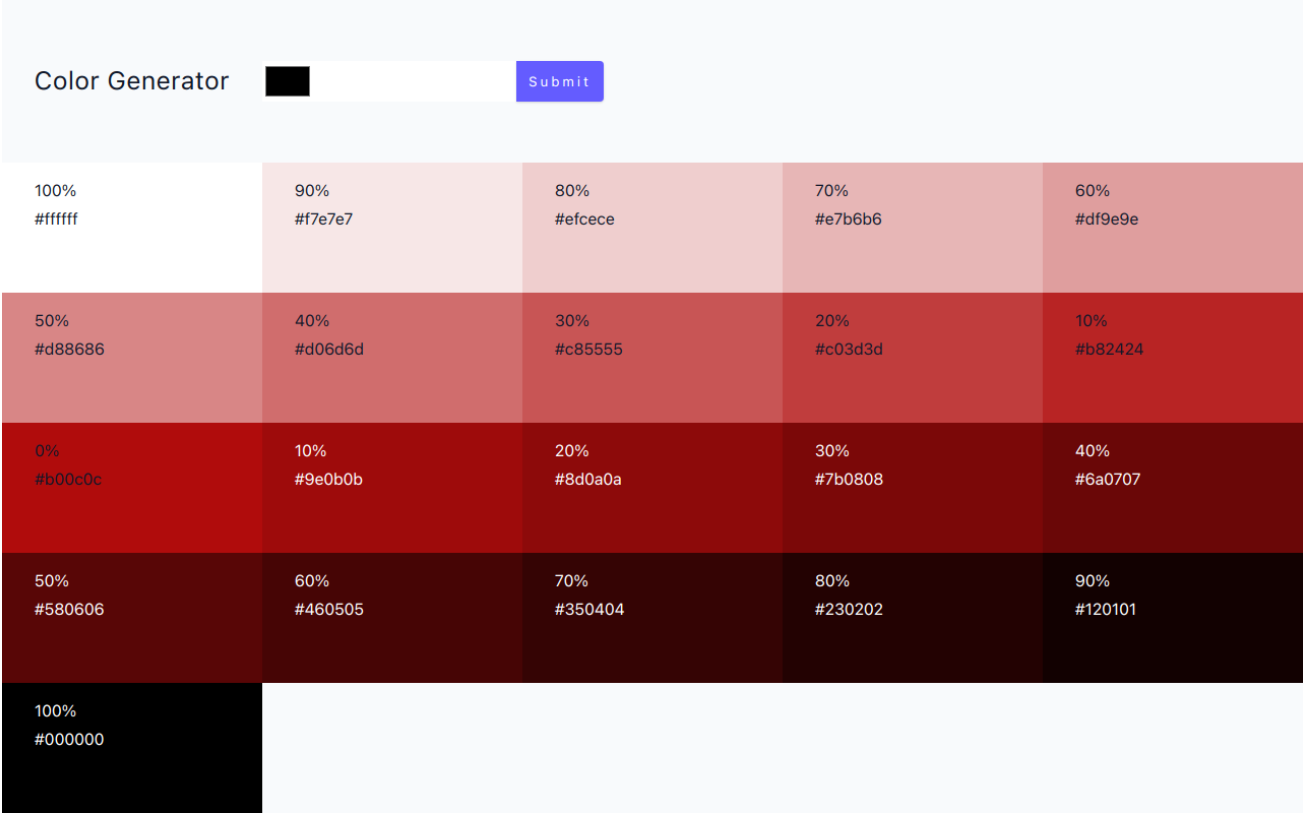 Color Generator
Submit
100%
#ffffff
90%
#f7e7e7
80%
#efcece
70%
#e7b6b6
60%
#df9e9e
50%
#d88686
40%
#d06d6d
30%
#c85555
20%
#c03d3d
10%
#b82424
0%
#b00c0c
10%
#9e0b0b
20%
#8d0a0a
30%
#7b0808
40%
#6a0707
50%
#580606
60%
#460505
70%
#350404
80%
#230202
90%
#120101
100%
#000000